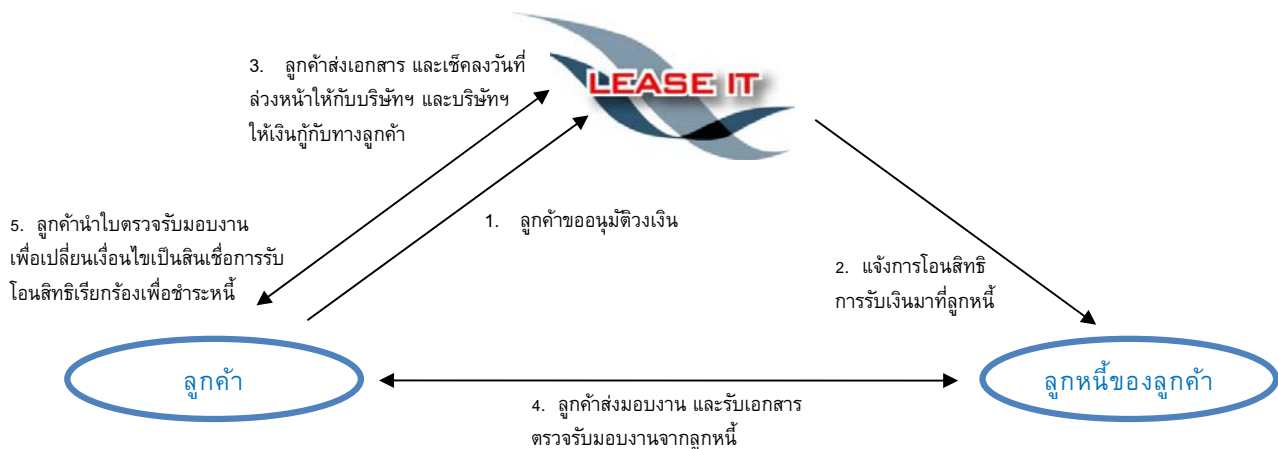 LEASE IT
3. ลูกค้าส่งเอกสาร และเช็คลงวันที่
ล่วงหน้าให้กับบริษัทฯ และบริษัทฯ
ให้เงินกู้กับทางลูกค้า
5. ลูกค้านำใบตรวจรับมอบงาน
เพื่อเปลี่ยนเงื่อนไขเป็นสินเชื่อการรับ
โอนสิทธิเรียกร้องเพื่อชำระหนี้
1. ลูกค้าขออนุมัติวงเงิน
2. แจ้งการโอนสิทธิ
การรับเงินมาที่ลูกหนี้
ลูกค้า
ลูกหนี้ของลูกค้า
4. ลูกค้าส่งมอบงาน และรับเอกสาร
ตรวจรับมอบงานจากลูกหนี้